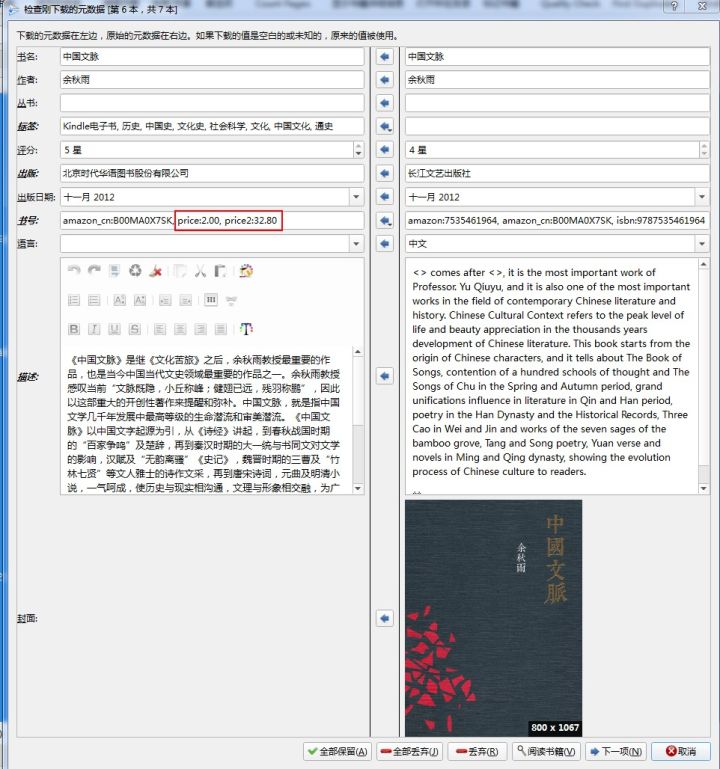 检查刚下载的元数据 [第 6 本，共 7 本]
下载的元数据在左边，原始的元数据在右边。如果下载的值是空白的或未知的，原来的值被使用。
书名: 中国文脉 中国文脉
作者: 余秋雨 余秋雨
丛书:
标签: Kindle电子书, 历史, 中国史, 文化史, 社会科学, 文化, 中国文化, 通史
评分: 5 星 4 星
出版: 北京时代华语图书股份有限公司 长江文艺出版社
出版日期: 十一月 2012 十一月 2012
书号: amazon_cn:B00MA0X7SK, price:2.00, price2:32.80 amazon:7535461964, amazon_cn:B00MA0X7SK, isbn:9787535461964
语言: 中文
描述:
《中国文脉》是继《文化苦旅》之后，余秋雨教授最重要的作
品，也是当今中国当代文史领域最重要的作品之一。余秋雨教授
感叹当前“文脉既隐，小丘称峰；健翅已远，残羽称鹏”，因此
以这部重大的开创性著作来提醒和弥补。中国文脉，就是指中国
文学几千年发展中最高等级的生命潜流和审美潜流。《中国文
脉》以中国文字起源为引，从《诗经》讲起，到春秋战国时期
的“百家争鸣”及楚辞，再到秦汉时期的大一统与书同文对文学
的影响，汉赋及“无韵离骚”《史记》，魏晋时期的三曹及“竹
林七贤”等文人雅士的诗作文采，再到唐宋诗词，元曲及明清小
说，一气呵成，使历史与现实相沟通，文理与形象相交融，为广
<> comes after <>, it is the most important work of
Professor. Yu Qiuyu, and it is also one of the most important
works in the field of contemporary Chinese literature and
history. Chinese Cultural Context refers to the peak level of
life and beauty appreciation in the thousands years
development of Chinese literature. This book starts from the
origin of Chinese characters, and it tells about The Book of
Songs, contention of a hundred schools of thought and The
Songs of Chu in the Spring and Autumn period, grand
unifications influence in literature in Qin and Han period,
poetry in the Han Dynasty and the Historical Records, Three
Cao in Wei and Jin and works of the seven sages of the
bamboo grove, Tang and Song poetry, Yuan verse and
novels in Ming and Qing dynasty, showing the evolution
process of Chinese culture to readers.
封面:
中國文脈
余秋雨
800 x 1067
全部保留(A) 全部丢弃(J) 丢弃(R) 阅读书籍(V) 下一项(N) 取消